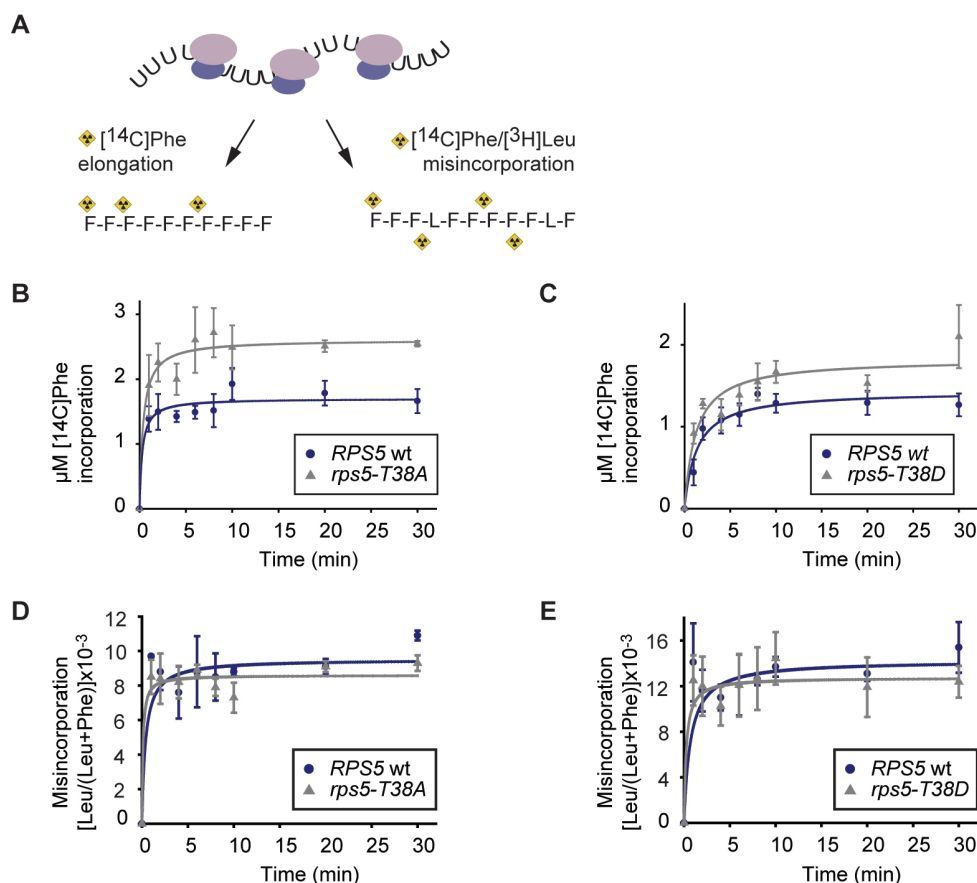 A
UUUUUUUUUUUUUU
[14C]Phe
elongation
[14C]Phe/[3H]Leu
misincorporation
F-F-F-F-F-F-F-F-F-F
F-F-F-L-F-F-F-F-F-L-F
B
3
2
1
0
µM [14C]Phe
incorporation
RPS5 wt
rps5-T38A
0 5 10 15 20 25 30
Time (min)
C
2
1
0
µM [14C]Phe
incorporation
RPS5 wt
rps5-T38D
0 5 10 15 20 25 30
Time (min)
D
12
10
8
6
4
2
0
Misincorporation
[Leu/(Leu+Phe)]x10-3
RPS5 wt
rps5-T38A
0 5 10 15 20 25 30
Time (min)
E
16
12
8
4
0
Misincorporation
[Leu/(Leu+Phe)]x10-3
RPS5 wt
rps5-T38D
0 5 10 15 20 25 30
Time (min)